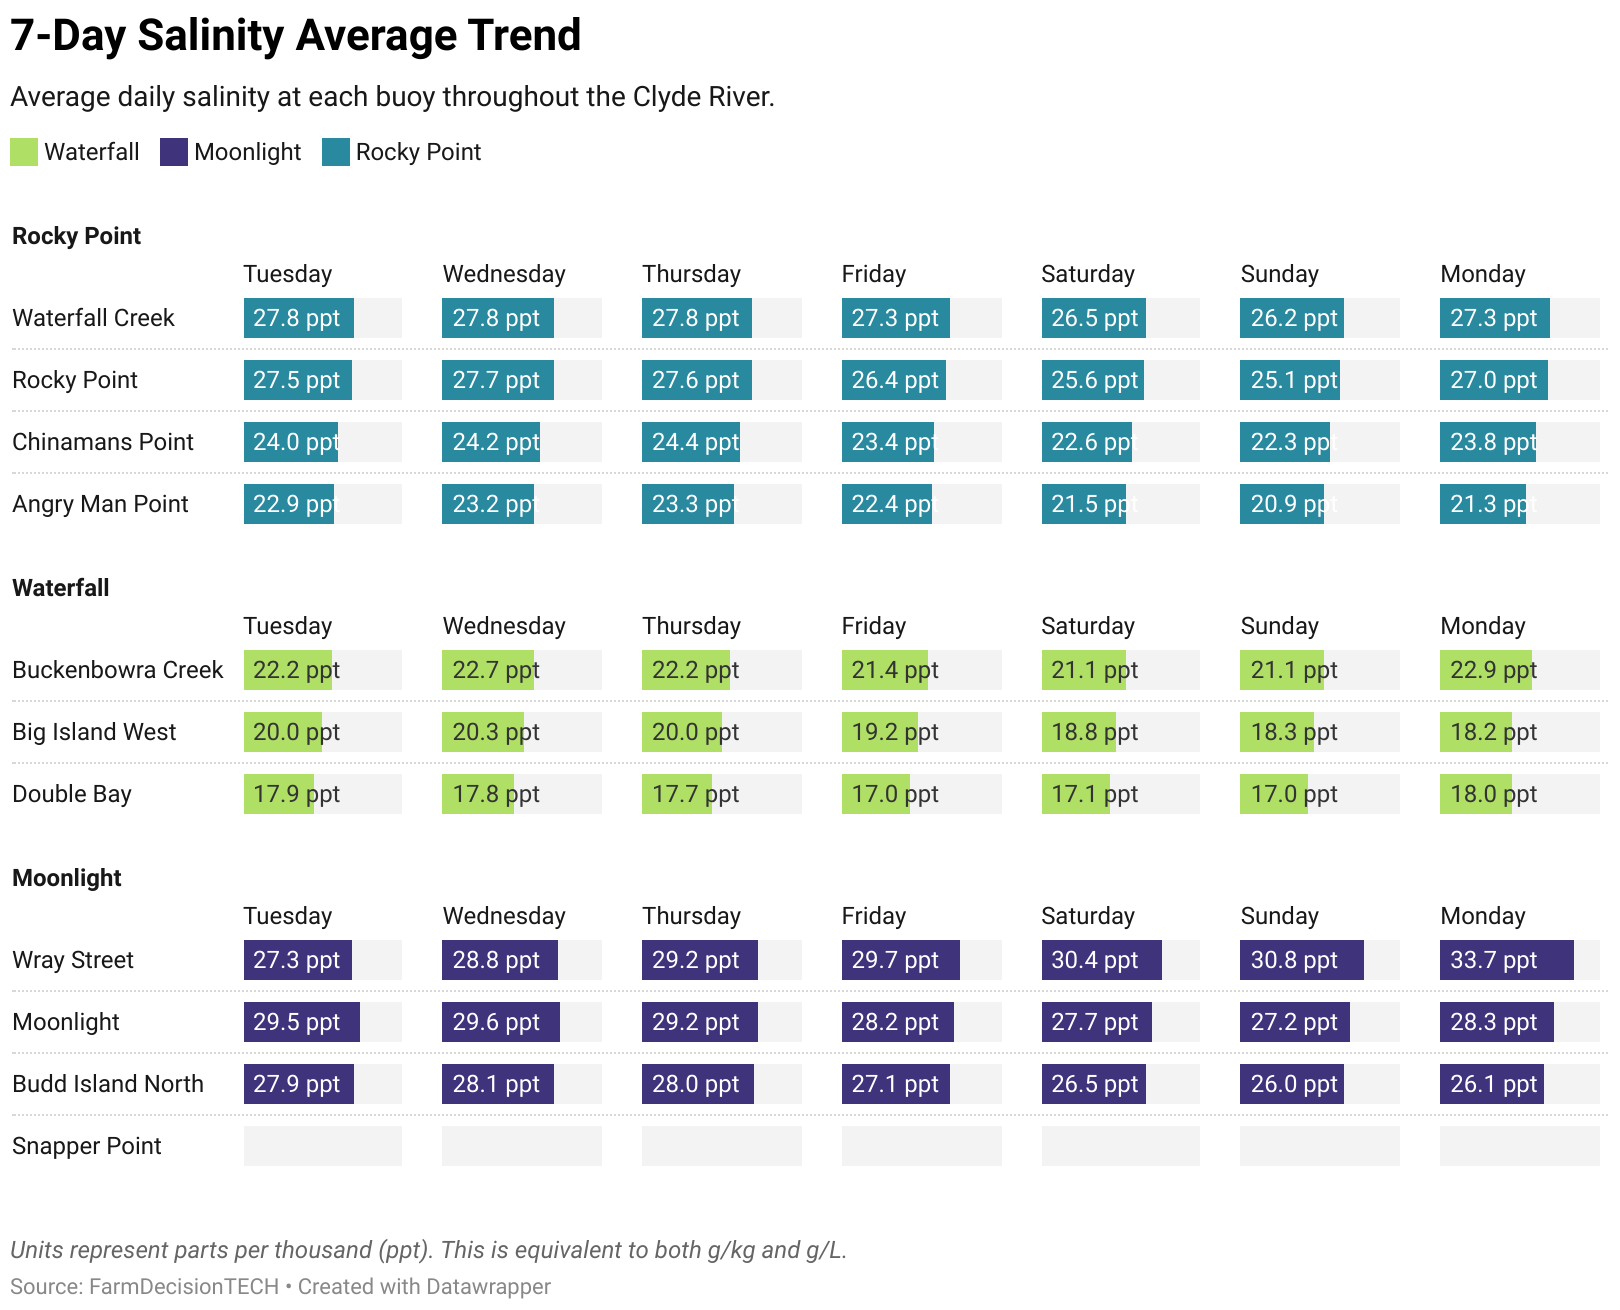 7-Day Salinity Average Trend
Average daily salinity at each buoy throughout the Clyde River.
Waterfall Moonlight Rocky Point
Rocky Point
Tuesday Wednesday Thursday Friday Saturday Sunday Monday
Waterfall Creek 27.8 ppt 27.8 ppt 27.8 ppt 27.3 ppt 26.5 ppt 26.2 ppt 27.3 ppt
Rocky Point 27.5 ppt 27.7 ppt 27.6 ppt 26.4 ppt 25.6 ppt 25.1 ppt 27.0 ppt
Chinamans Point 24.0 ppt 24.2 ppt 24.4 ppt 23.4 ppt 22.6 ppt 22.3 ppt 23.8 ppt
Angry Man Point 22.9 ppt 23.2 ppt 23.3 ppt 22.4 ppt 21.5 ppt 20.9 ppt 21.3 ppt
Waterfall
Tuesday Wednesday Thursday Friday Saturday Sunday Monday
Buckenbowra Creek 22.2 ppt 22.7 ppt 22.2 ppt 21.4 ppt 21.1 ppt 21.1 ppt 22.9 ppt
Big Island West 20.0 ppt 20.3 ppt 20.0 ppt 19.2 ppt 18.8 ppt 18.3 ppt 18.2 ppt
Double Bay 17.9 ppt 17.8 ppt 17.7 ppt 17.0 ppt 17.1 ppt 17.0 ppt 18.0 ppt
Moonlight
Tuesday Wednesday Thursday Friday Saturday Sunday Monday
Wray Street 27.3 ppt 28.8 ppt 29.2 ppt 29.7 ppt 30.4 ppt 30.8 ppt 33.7 ppt
Moonlight 29.5 ppt 29.6 ppt 29.2 ppt 28.2 ppt 27.7 ppt 27.2 ppt 28.3 ppt
Budd Island North 27.9 ppt 28.1 ppt 28.0 ppt 27.1 ppt 26.5 ppt 26.0 ppt 26.1 ppt
Snapper Point
Units represent parts per thousand (ppt). This is equivalent to both g/kg and g/L.
Source: FarmDecisionTECH • Created with Datawrapper